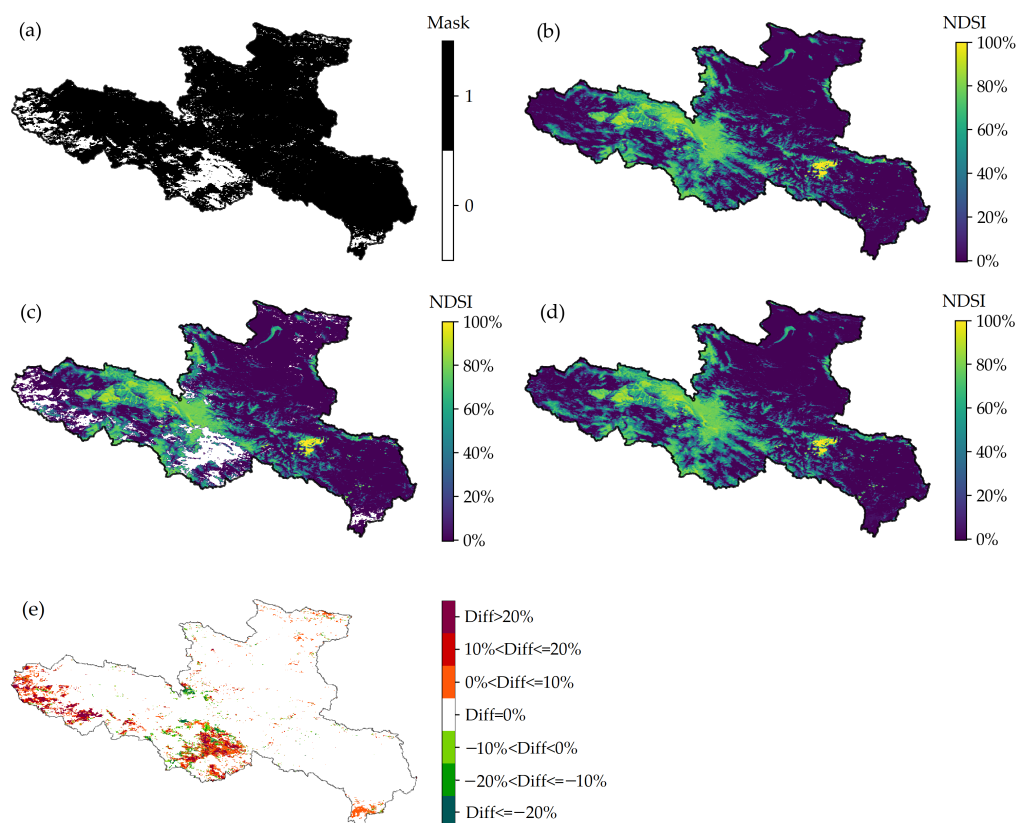 (a)
Mask
1
0
(b)
NDSI
100%
80%
60%
40%
20%
0%
(c)
NDSI
100%
80%
60%
40%
20%
0%
(d)
NDSI
100%
80%
60%
40%
20%
0%
(e)
Diff>20%
10%<Diff<=20%
0%<Diff<=10%
Diff=0%
−10%<Diff<0%
−20%<Diff<=−10%
Diff<=−20%